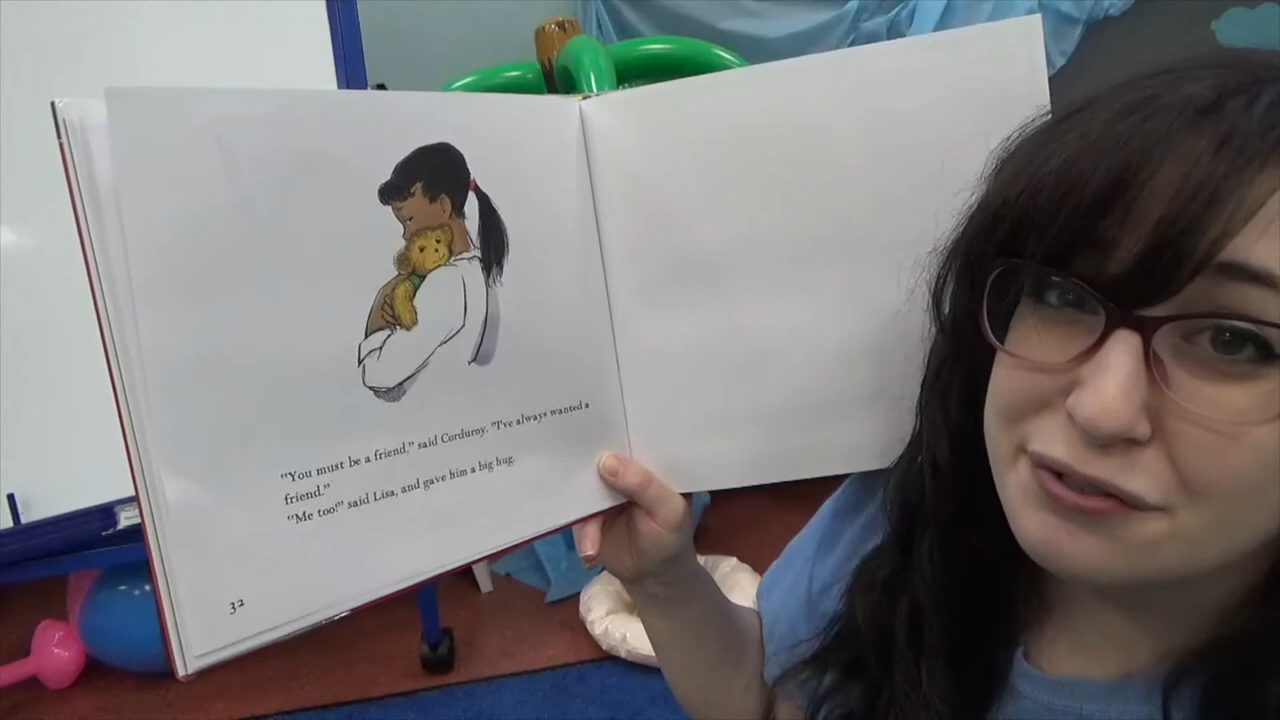 "You must be a friend," said Corduroy. "I've always wanted a
friend."
"Me too!" said Lisa, and gave him a big hug.
32